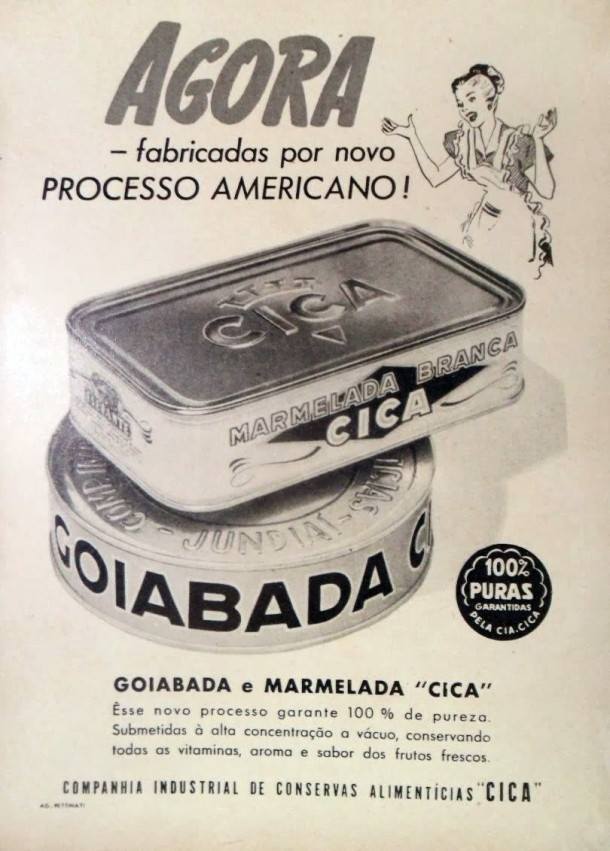 AGORA
– fabricadas por novo
PROCESSO AMERICANO!
CICA
MARMELADA BRANCA
CICA
JUNDIAÍ
GOIABADA C
100%
PURAS
GARANTIDAS
PELA CIA. CICA
GOIABADA e MARMELADA "CICA"
Êsse novo processo garante 100 % de pureza.
Submetidas à alta concentração a vácuo, conservando
todas as vitaminas, aroma e sabor dos frutos frescos.
COMPANHIA INDUSTRIAL DE CONSERVAS ALIMENTÍCIAS "CICA"
AG. PETTINATI